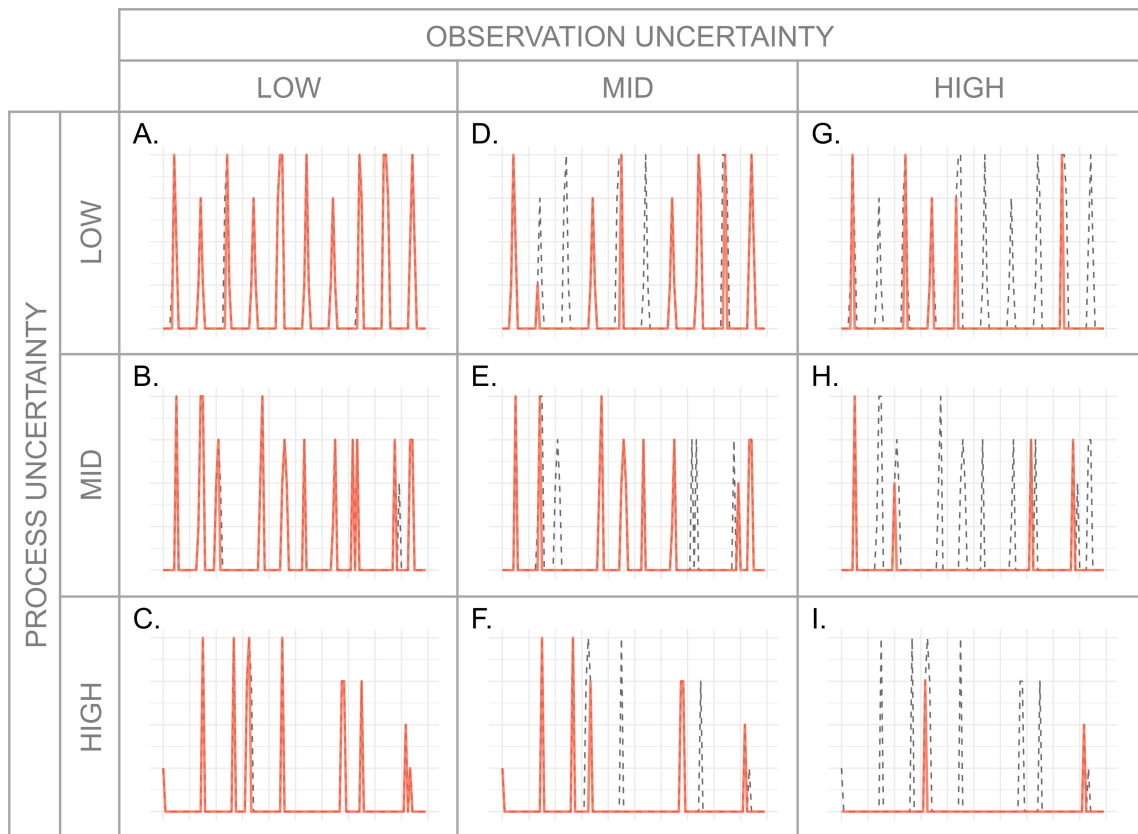 OBSERVATION UNCERTAINTY
LOW MID HIGH
PROCESS UNCERTAINTY
LOW
A. D. G.
MID
B. E. H.
HIGH
C. F. I.